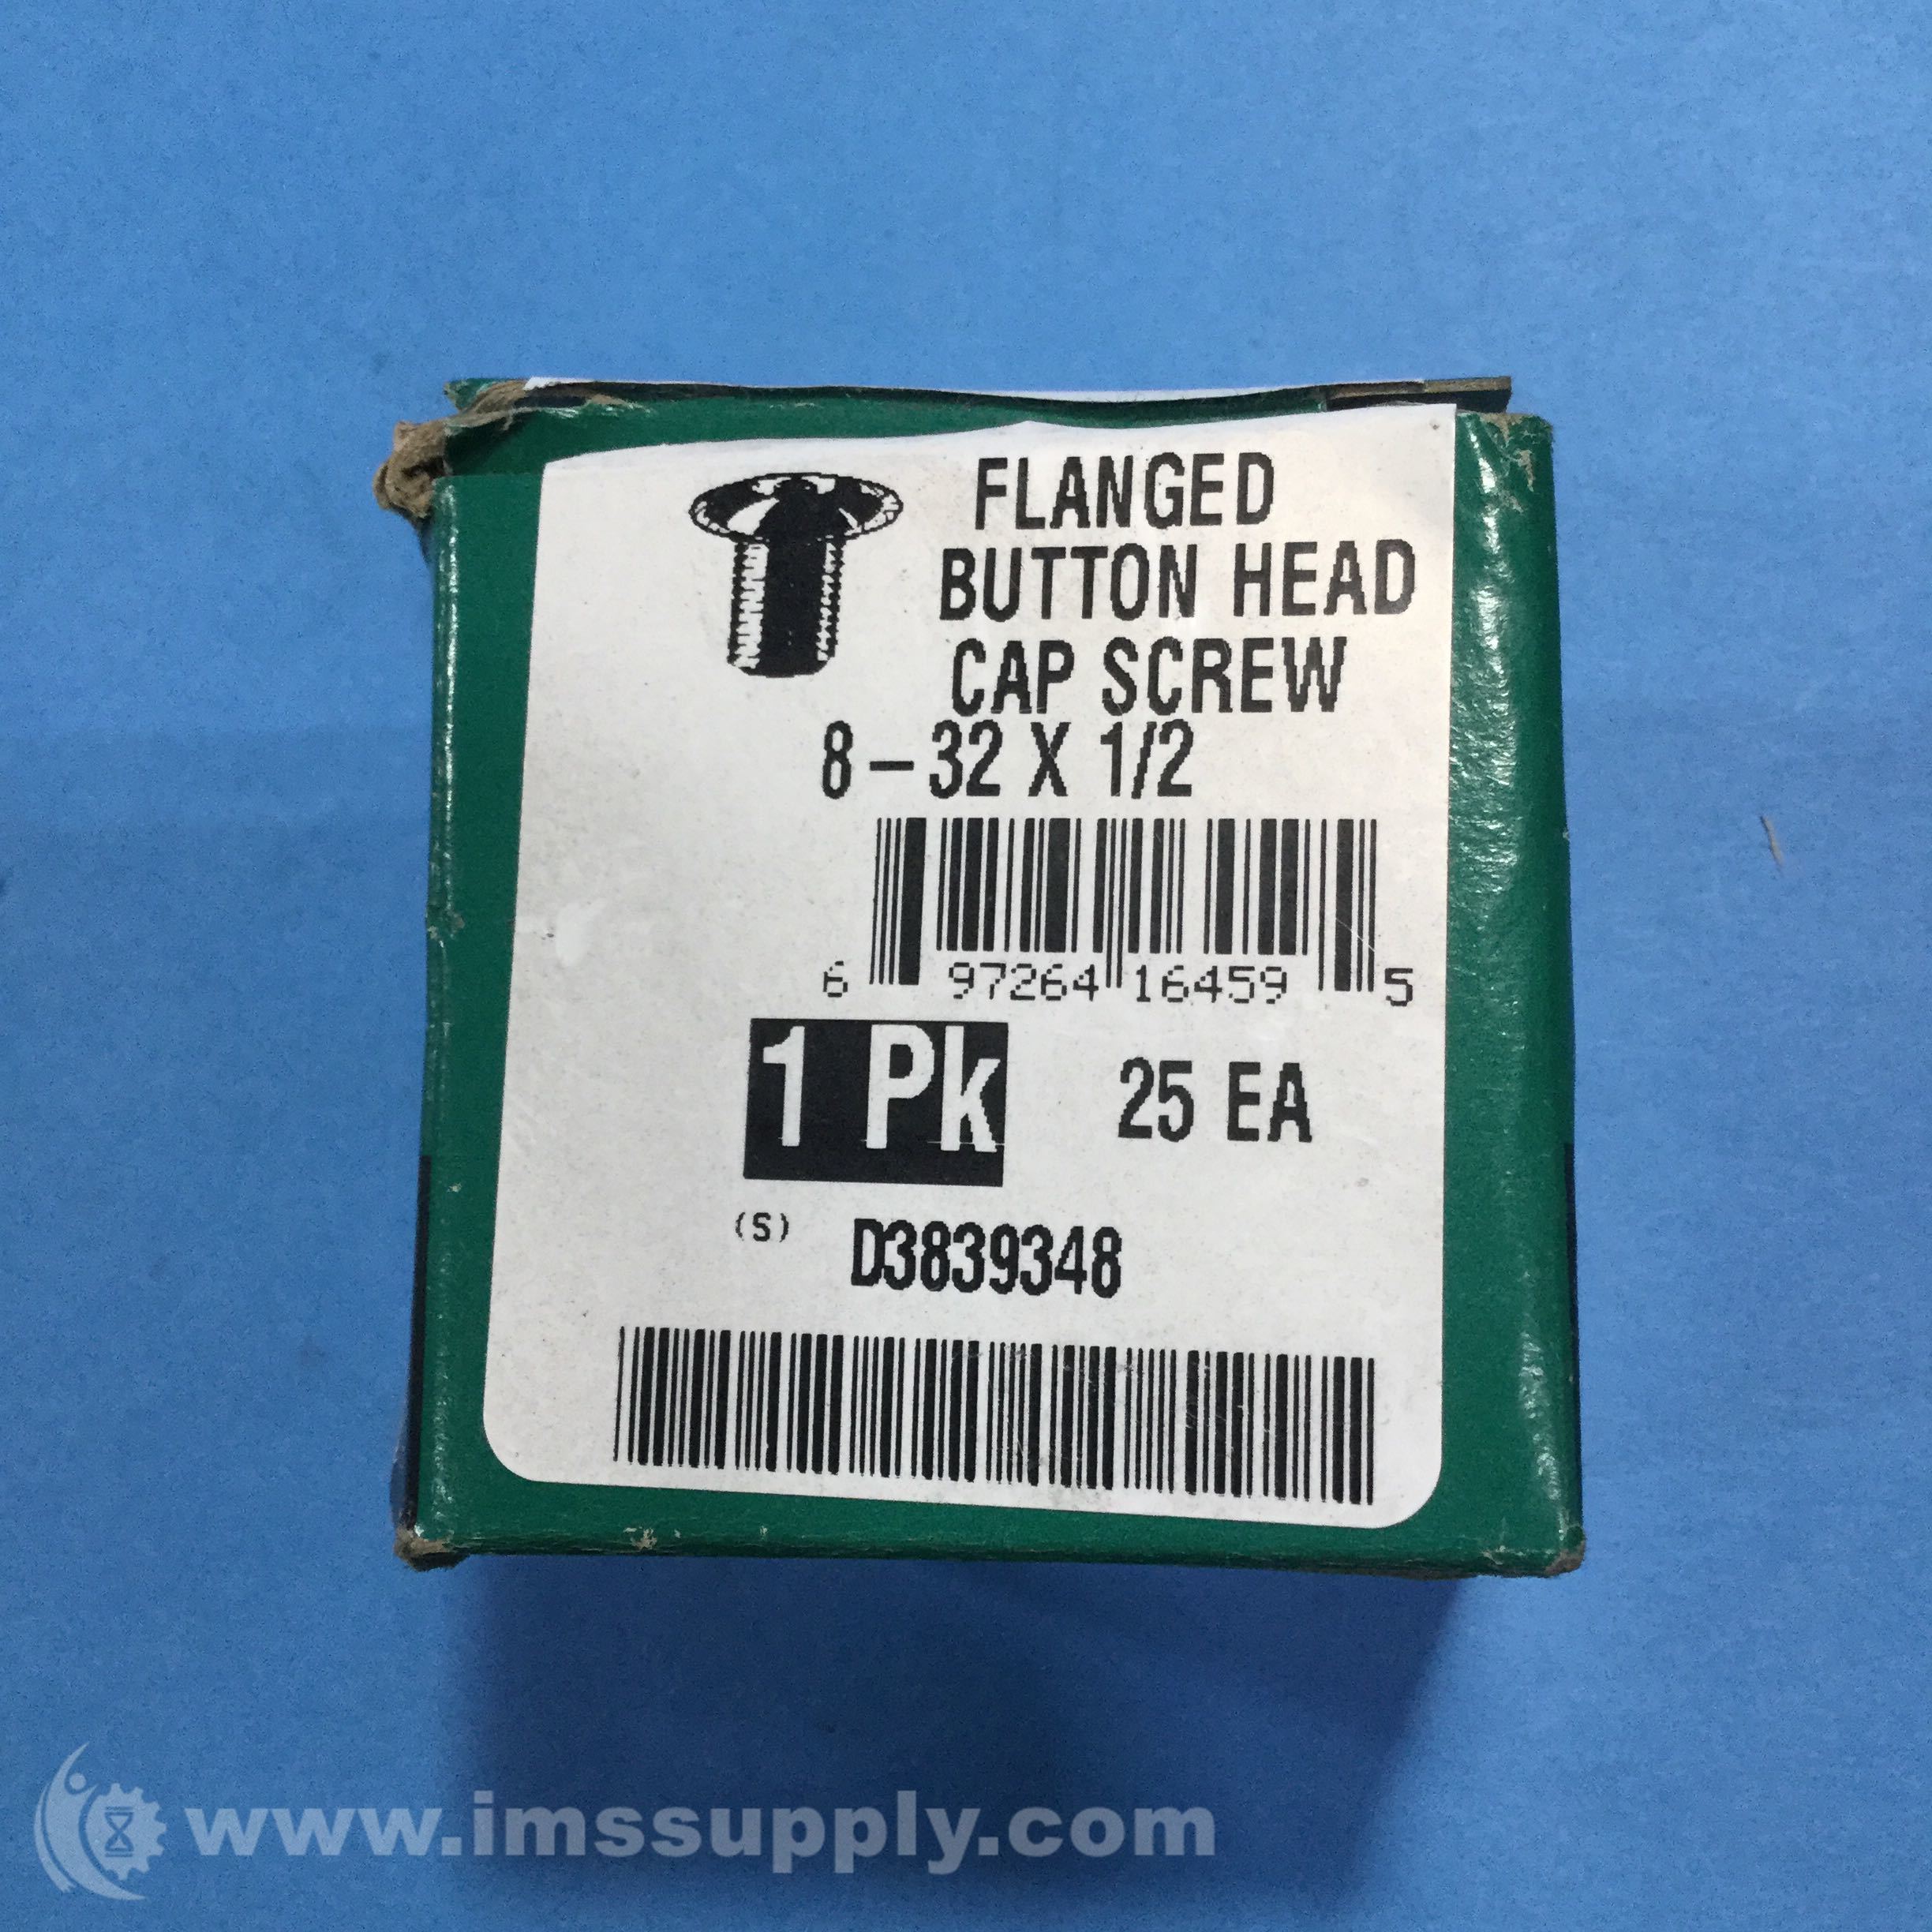 FLANGED
BUTTON HEAD
CAP SCREW
8-32 X 1/2
6 97264 16459 5
1 Pk 25 EA
(S) D3839348
www.imssupply.com